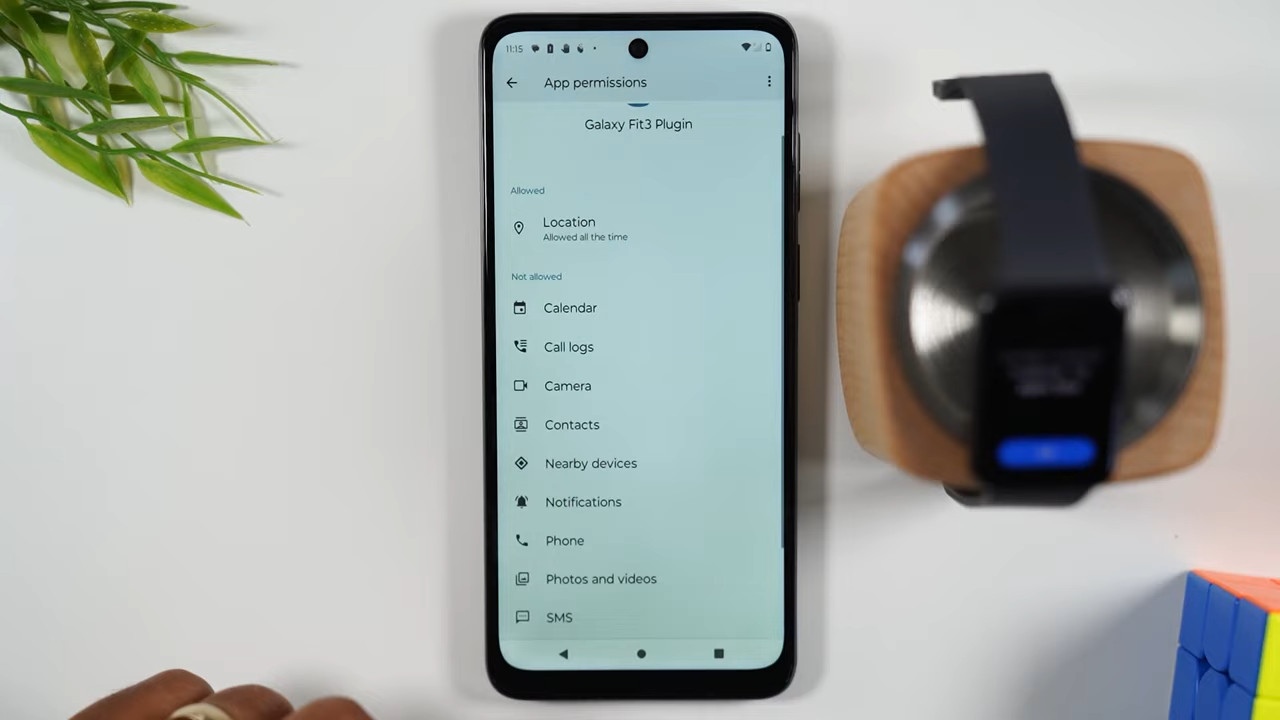 11:15
App permissions
Galaxy Fit3 Plugin
Allowed
Location
Allowed all the time
Not allowed
Calendar
Call logs
Camera
Contacts
Nearby devices
Notifications
Phone
Photos and videos
SMS